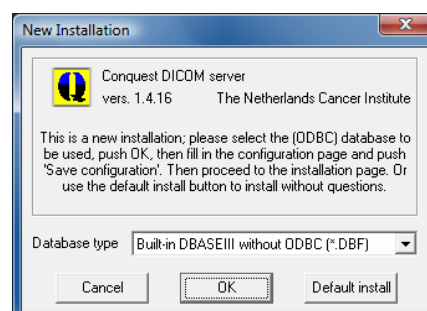 New Installation
Conquest DICOM server
vers. 1.4.16 The Netherlands Cancer Institute
This is a new installation; please select the (ODBC) database to
be used, push OK, then fill in the configuration page and push
'Save configuration'. Then proceed to the installation page. Or
use the default install button to install without questions.
Database type Built-in DBASEIII without ODBC (*.DBF)
Cancel OK Default install